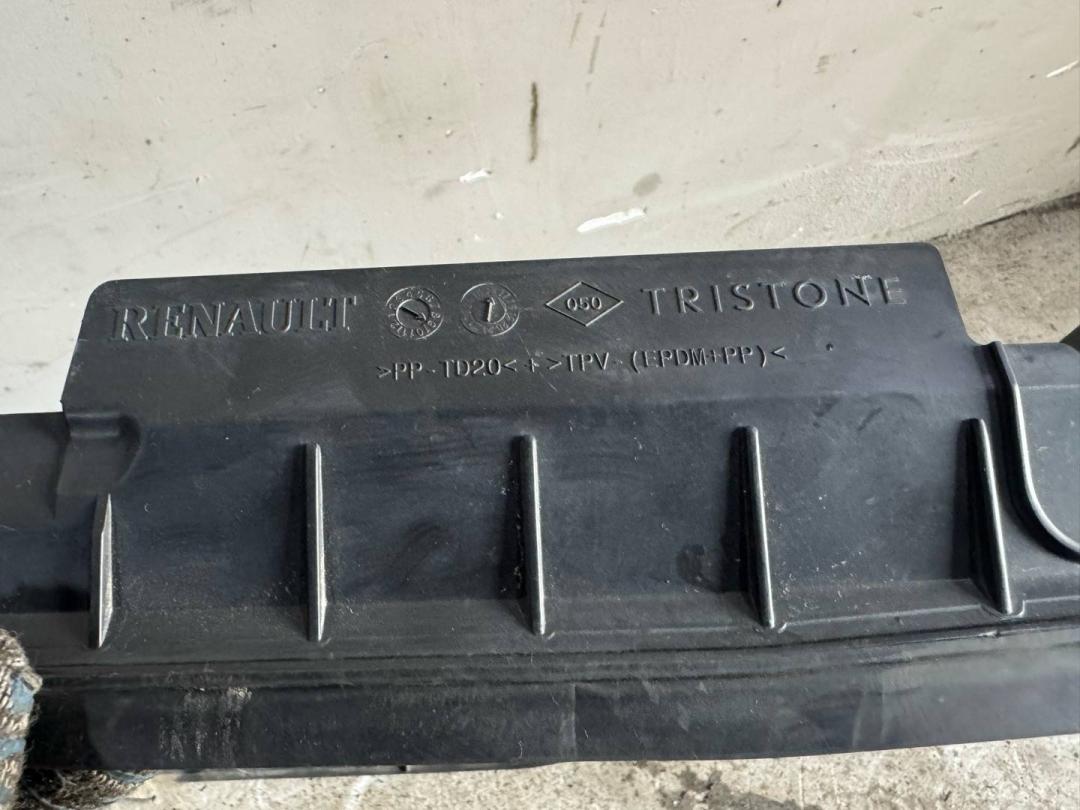 RENAULT 050 TRISTONE
>PP-TD20<+>TPV-(EPDM+PP)<